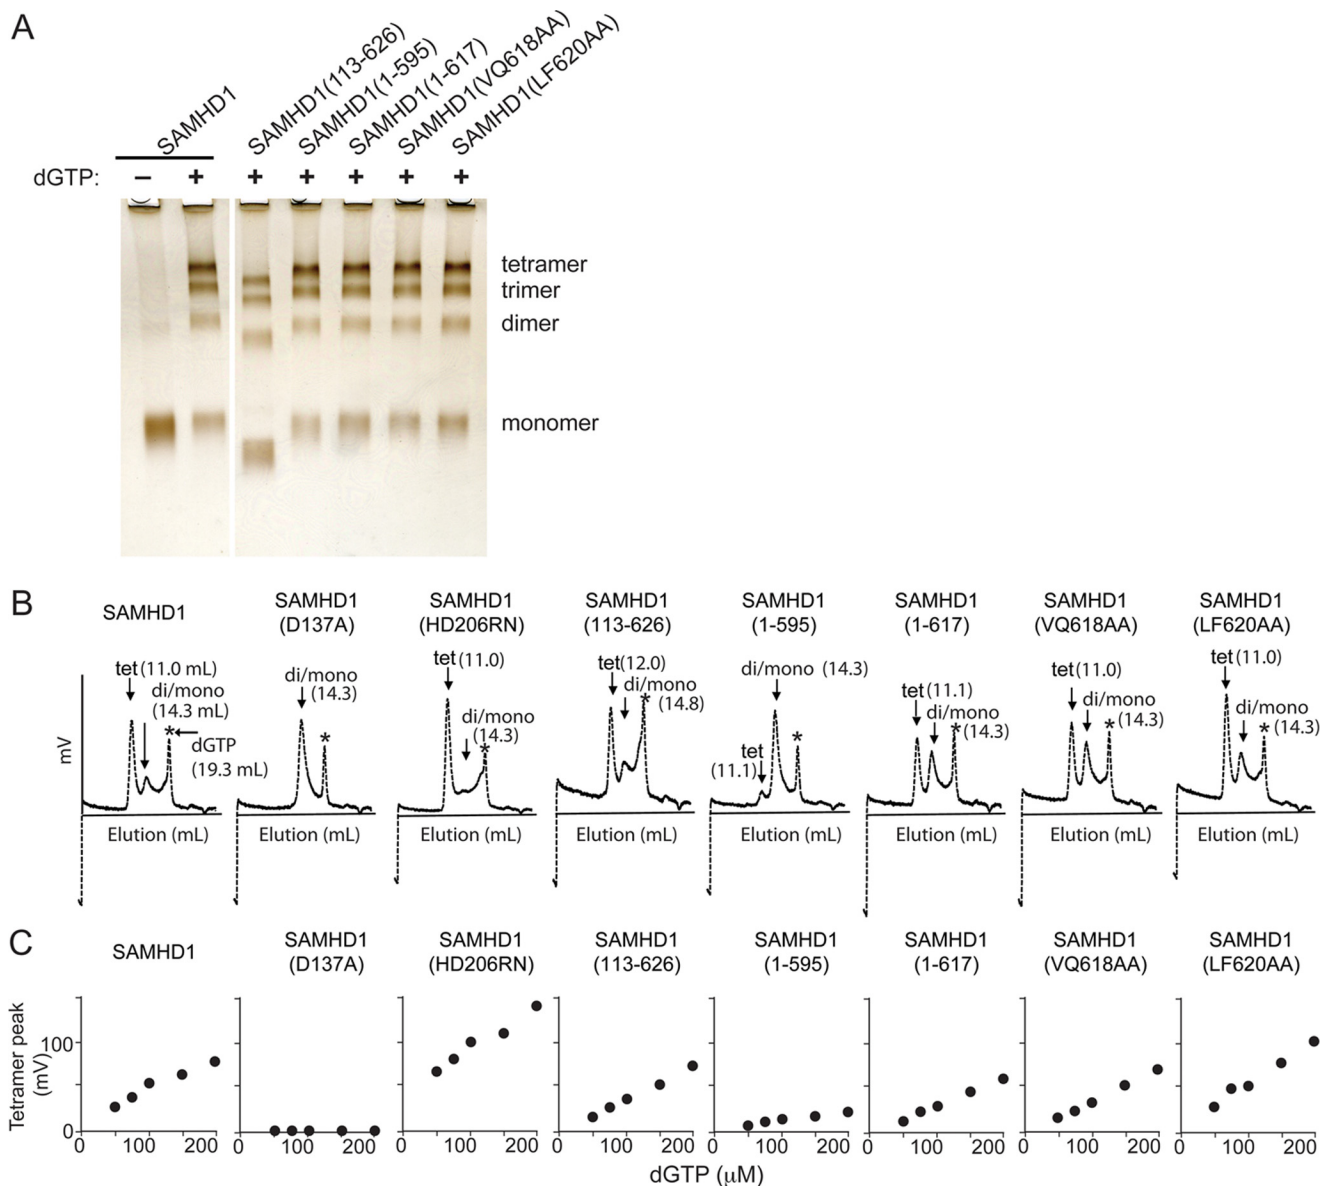 A
SAMHD1
SAMHD1(113-626)
SAMHD1(1-595)
SAMHD1(1-617)
SAMHD1(VQ618AA)
SAMHD1(LF620AA)
dGTP: − + + + + + +
tetramer
trimer
dimer
monomer
B
SAMHD1
tet (11.0 mL)
di/mono
(14.3 mL)
*
dGTP
(19.3 mL)
mV
Elution (mL)
SAMHD1
(D137A)
di/mono
(14.3)
*
Elution (mL)
SAMHD1
(HD206RN)
tet (11.0)
di/mono
(14.3)
*
Elution (mL)
SAMHD1
(113-626)
tet (12.0)
di/mono
* (14.8)
Elution (mL)
SAMHD1
(1-595)
di/mono (14.3)
tet
(11.1)
*
Elution (mL)
SAMHD1
(1-617)
tet (11.1)
di/mono
* (14.3)
Elution (mL)
SAMHD1
(VQ618AA)
tet (11.0)
di/mono
* (14.3)
Elution (mL)
SAMHD1
(LF620AA)
tet (11.0)
di/mono
* (14.3)
Elution (mL)
C
SAMHD1
Tetramer peak
(mV)
100
0
0 100 200
SAMHD1
(D137A)
0 100 200
SAMHD1
(HD206RN)
0 100 200
SAMHD1
(113-626)
0 100 200
SAMHD1
(1-595)
0 100 200
SAMHD1
(1-617)
0 100 200
SAMHD1
(VQ618AA)
0 100 200
SAMHD1
(LF620AA)
0 100 200
dGTP (μM)